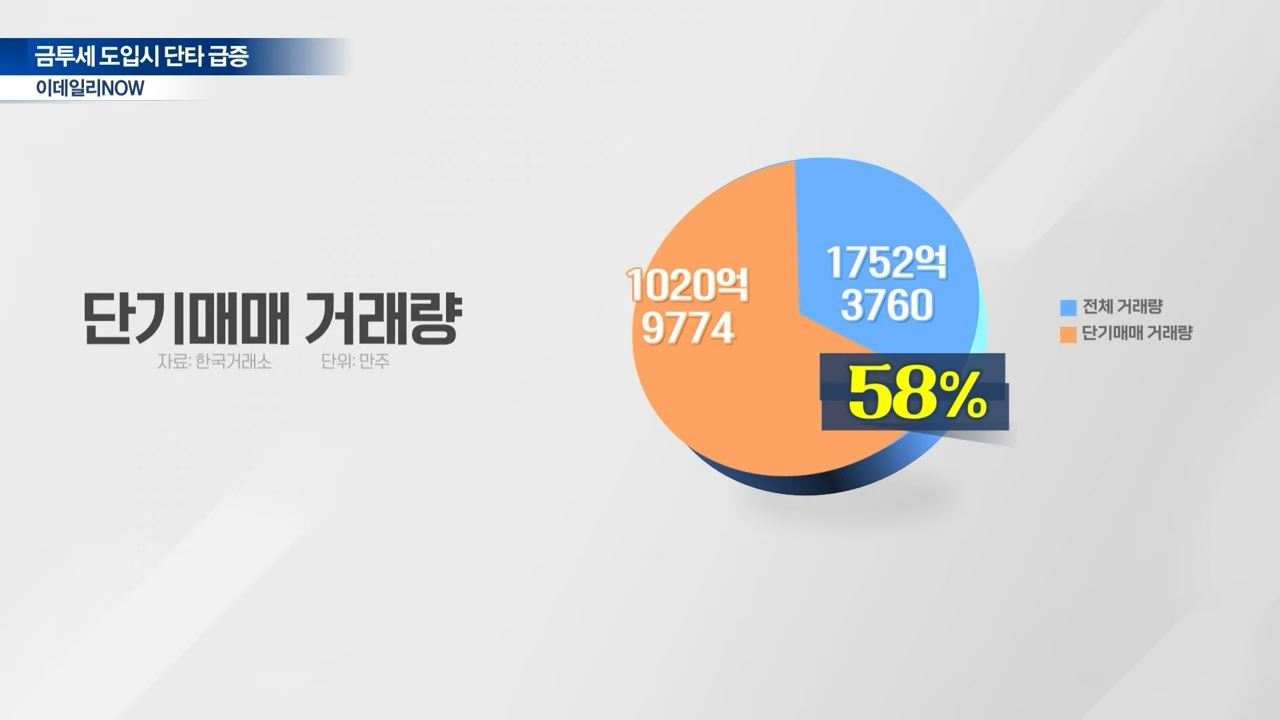 금투세 도입시 단타 급증
이데일리NOW
단기매매 거래량
자료: 한국거래소 단위: 만주
1020억
9774
1752억
3760
58%
전체 거래량
단기매매 거래량